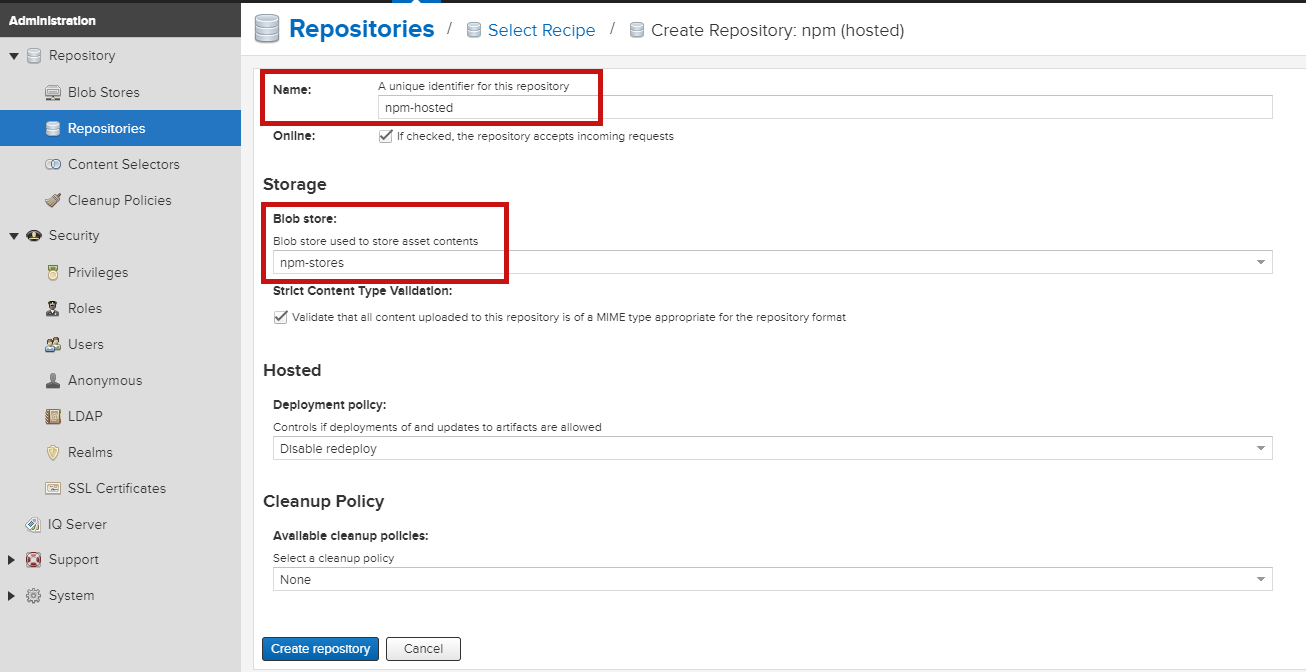 Administration
Repository
Blob Stores
Repositories
Content Selectors
Cleanup Policies
Security
Privileges
Roles
Users
Anonymous
LDAP
Realms
SSL Certificates
IQ Server
Support
System
Repositories / Select Recipe / Create Repository: npm (hosted)
Name: A unique identifier for this repository
npm-hosted
Online: If checked, the repository accepts incoming requests
Storage
Blob store:
Blob store used to store asset contents
npm-stores
Strict Content Type Validation:
Validate that all content uploaded to this repository is of a MIME type appropriate for the repository format
Hosted
Deployment policy:
Controls if deployments of and updates to artifacts are allowed
Disable redeploy
Cleanup Policy
Available cleanup policies:
Select a cleanup policy
None
Create repository Cancel